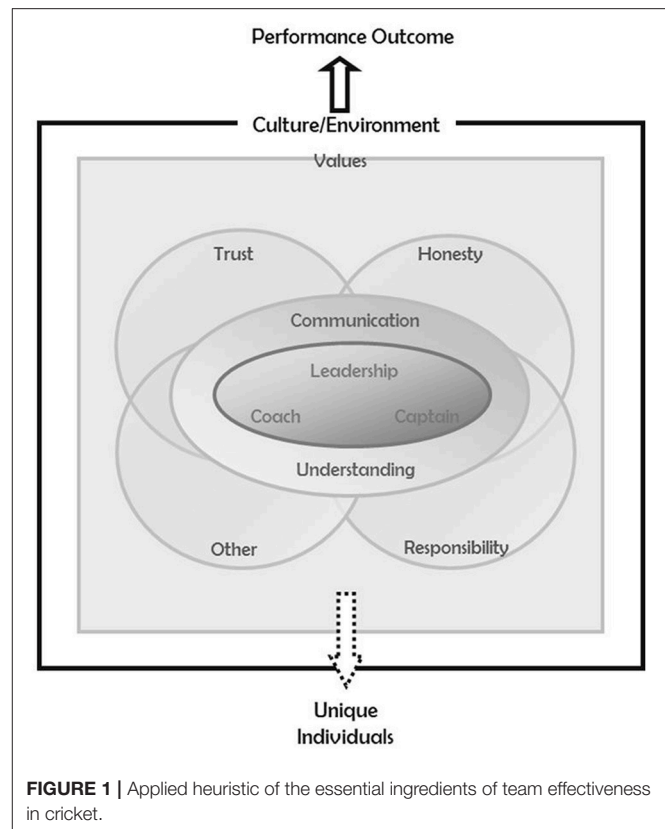 Performance Outcome
Culture/Environment
Values
Trust Honesty
Communication
Leadership
Coach Captain
Understanding
Other Responsibility
Unique
Individuals
FIGURE 1 | Applied heuristic of the essential ingredients of team effectiveness
in cricket.